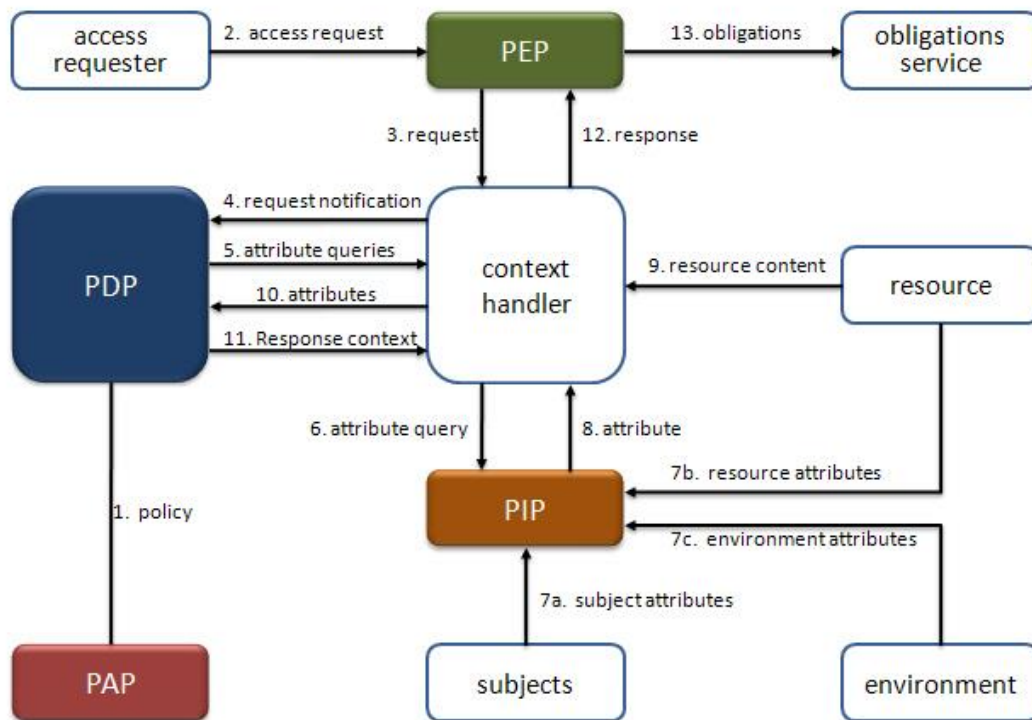 access
requester
2. access request
PEP
13. obligations
obligations
service
3. request
12. response
PDP
4. request notification
5. attribute queries
10. attributes
11. Response context
context
handler
9. resource content
resource
6. attribute query
8. attribute
7b. resource attributes
1. policy
PIP
7c. environment attributes
7a. subject attributes
PAP
subjects
environment